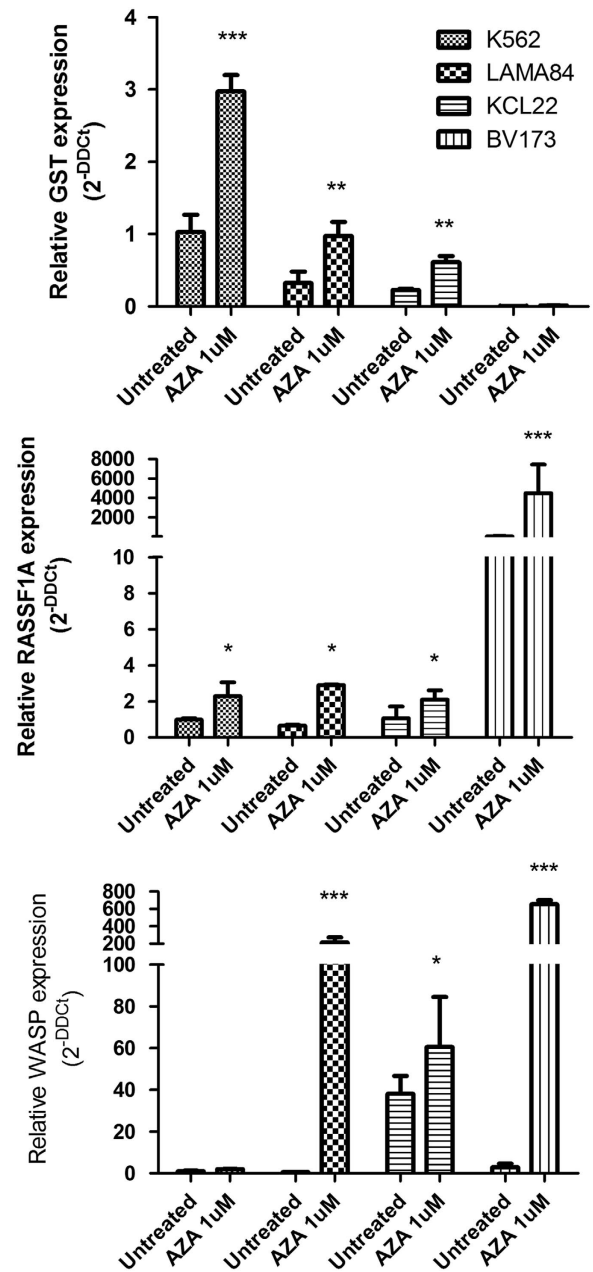 Relative GST expression
(2-DDCt)
4
3
2
1
0
***
**
**
K562
LAMA84
KCL22
BV173
Untreated
AZA 1uM
Untreated
AZA 1uM
Untreated
AZA 1uM
Untreated
AZA 1uM
Relative RASSF1A expression
(2-DDCt)
8000
6000
4000
2000
10
8
6
4
2
0
*
*
*
***
Untreated
AZA 1uM
Untreated
AZA 1uM
Untreated
AZA 1uM
Untreated
AZA 1uM
Relative WASP expression
(2-DDCt)
800
600
400
200
100
80
60
40
20
0
***
*
***
Untreated
AZA 1uM
Untreated
AZA 1uM
Untreated
AZA 1uM
Untreated
AZA 1uM